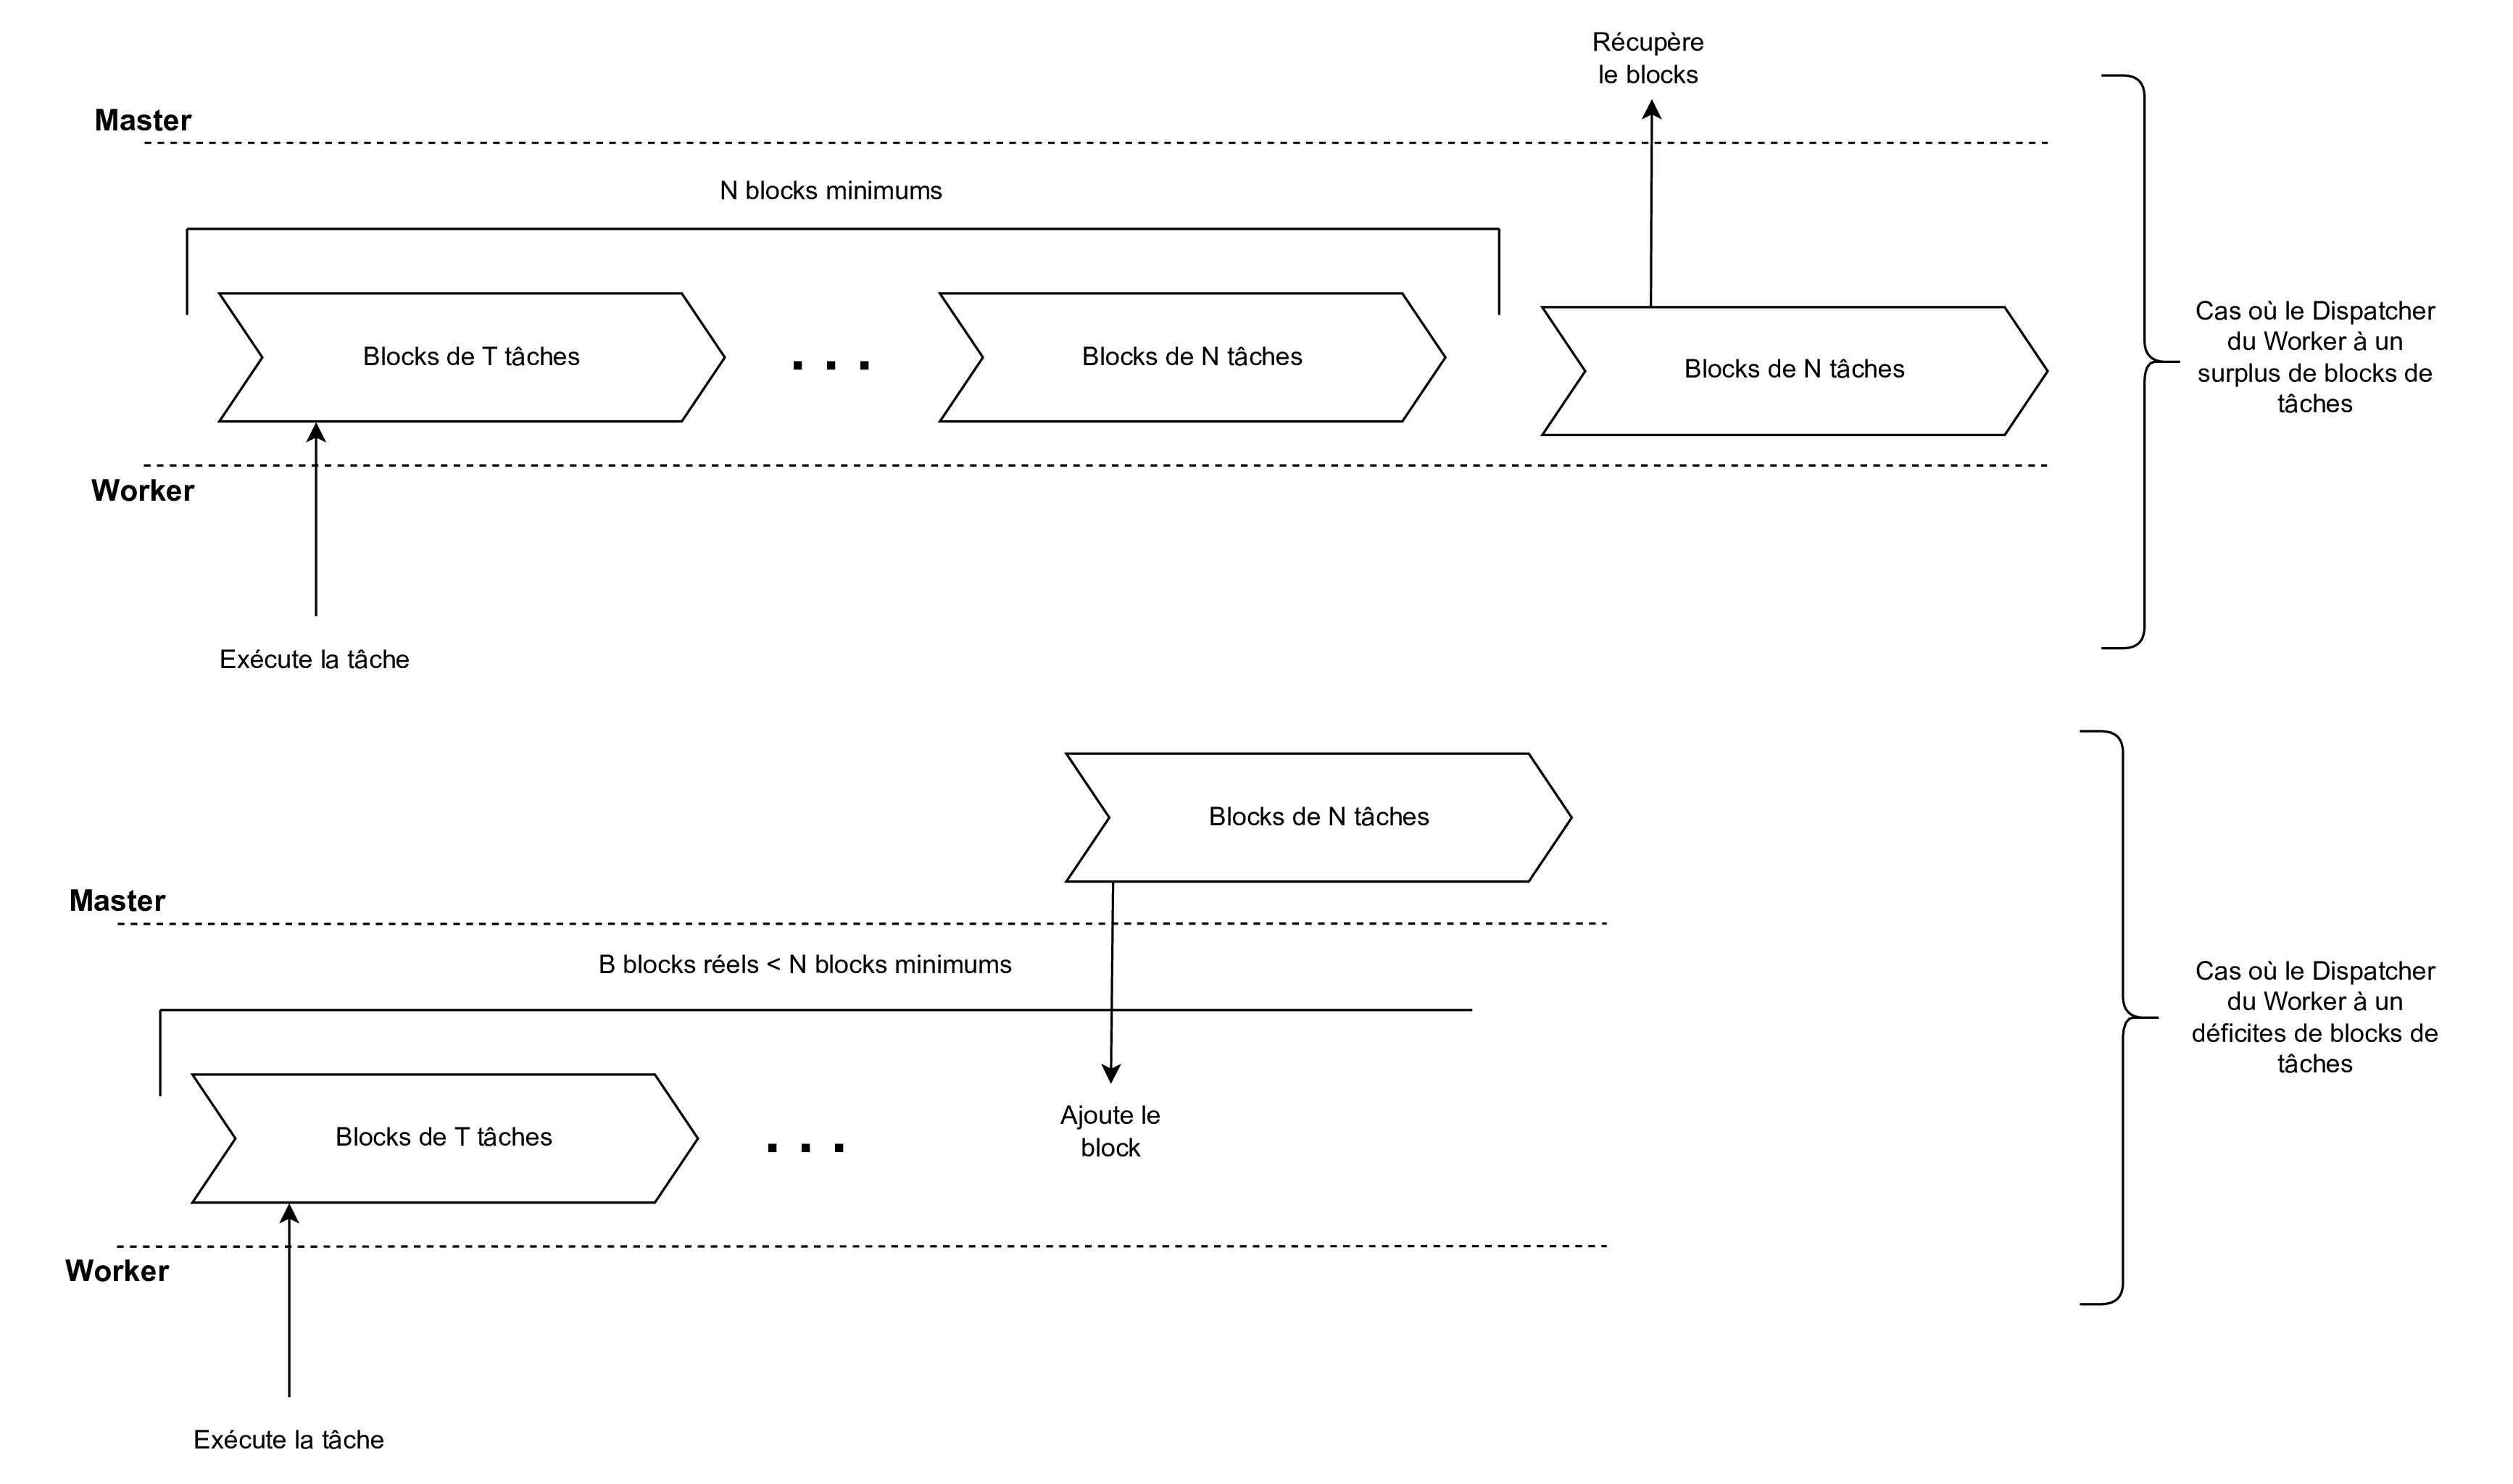 Récupère
le blocks
Master
N blocks minimums
Blocks de T tâches
. . .
Blocks de N tâches
Blocks de N tâches
Cas où le Dispatcher
du Worker à un
surplus de blocks de
tâches
Worker
Exécute la tâche
Blocks de N tâches
Master
B blocks réels < N blocks minimums
Cas où le Dispatcher
du Worker à un
déficites de blocks de
tâches
Blocks de T tâches
. . .
Ajoute le
block
Worker
Exécute la tâche